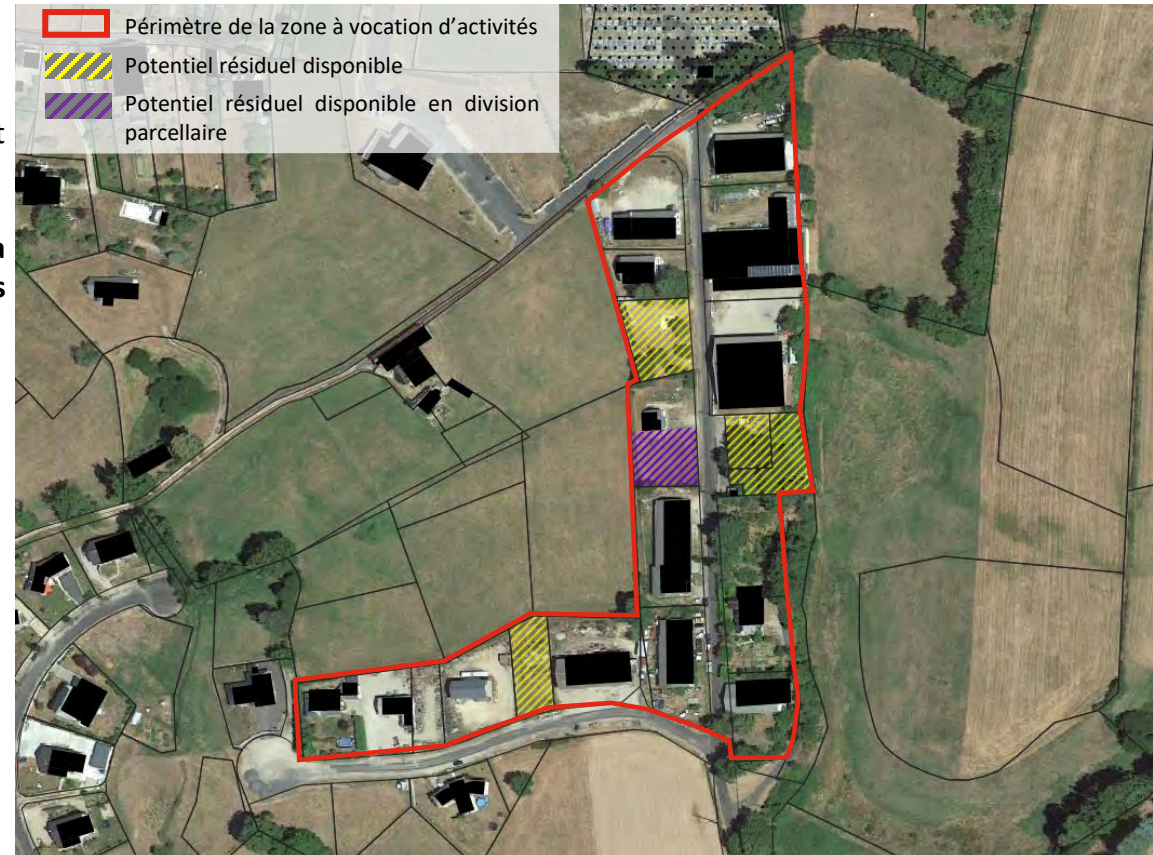 Périmètre de la zone à vocation d'activités
Potentiel résiduel disponible
Potentiel résiduel disponible en division
parcellaire
t
a
s